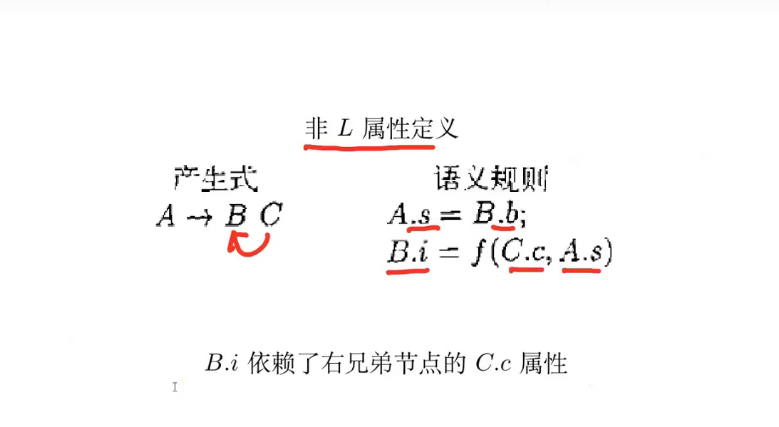 非 L 属性定义
产生式 语义规则
A → B C A.s = B.b;
B.i = f(C.c, A.s)
B.i 依赖了右兄弟节点的 C.c 属性